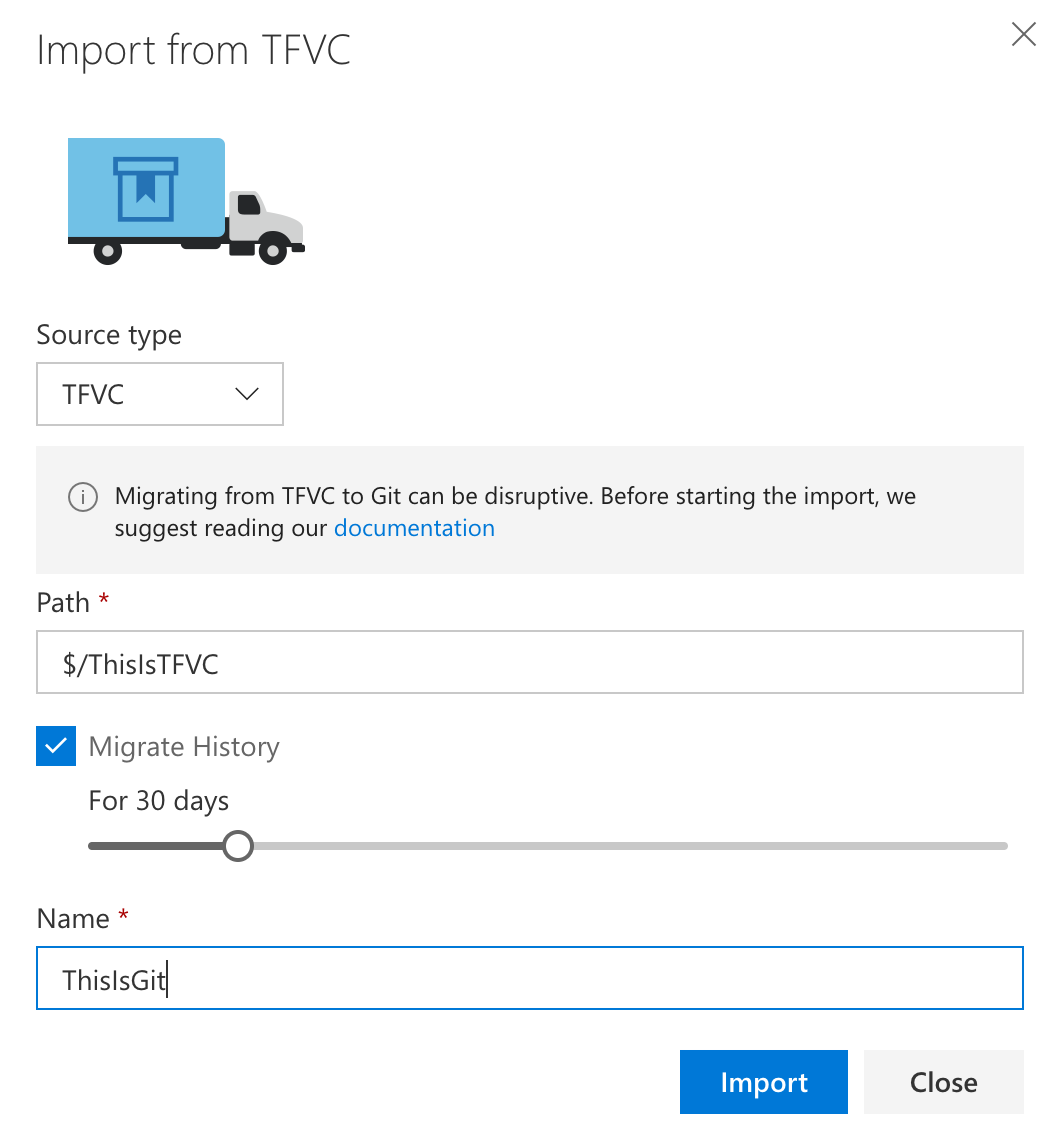 Import from TFVC
Source type
TFVC
Migrating from TFVC to Git can be disruptive. Before starting the import, we
suggest reading our documentation
Path *
$/ThisIsTFVC
Migrate History
For 30 days
Name *
ThisIsGit
Import
Close